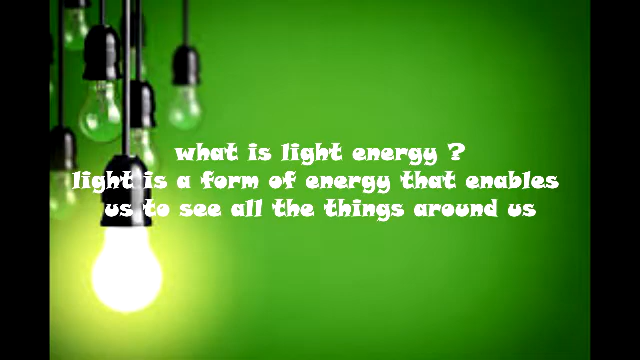 what is light energy ?
light is a form of energy that enables
us to see all the things around us